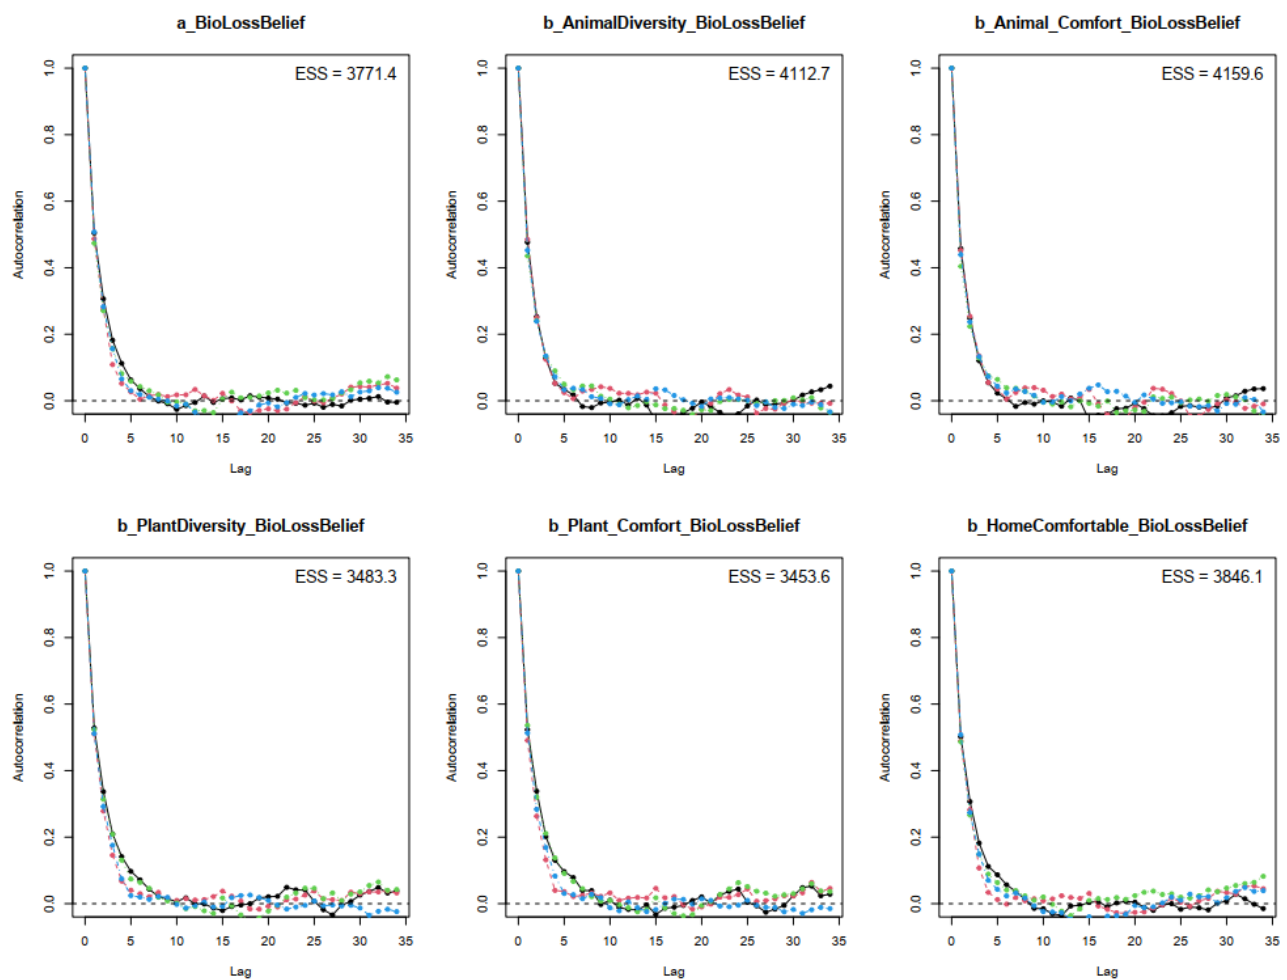 a_BioLossBelief
ESS = 3771.4
Autocorrelation
1.0
0.8
0.6
0.4
0.2
0.0
0 5 10 15 20 25 30 35
Lag
b_AnimalDiversity_BioLossBelief
ESS = 4112.7
Autocorrelation
1.0
0.8
0.6
0.4
0.2
0.0
0 5 10 15 20 25 30 35
Lag
b_Animal_Comfort_BioLossBelief
ESS = 4159.6
Autocorrelation
1.0
0.8
0.6
0.4
0.2
0.0
0 5 10 15 20 25 30 35
Lag
b_PlantDiversity_BioLossBelief
ESS = 3483.3
Autocorrelation
1.0
0.8
0.6
0.4
0.2
0.0
0 5 10 15 20 25 30 35
Lag
b_Plant_Comfort_BioLossBelief
ESS = 3453.6
Autocorrelation
1.0
0.8
0.6
0.4
0.2
0.0
0 5 10 15 20 25 30 35
Lag
b_HomeComfortable_BioLossBelief
ESS = 3846.1
Autocorrelation
1.0
0.8
0.6
0.4
0.2
0.0
0 5 10 15 20 25 30 35
Lag